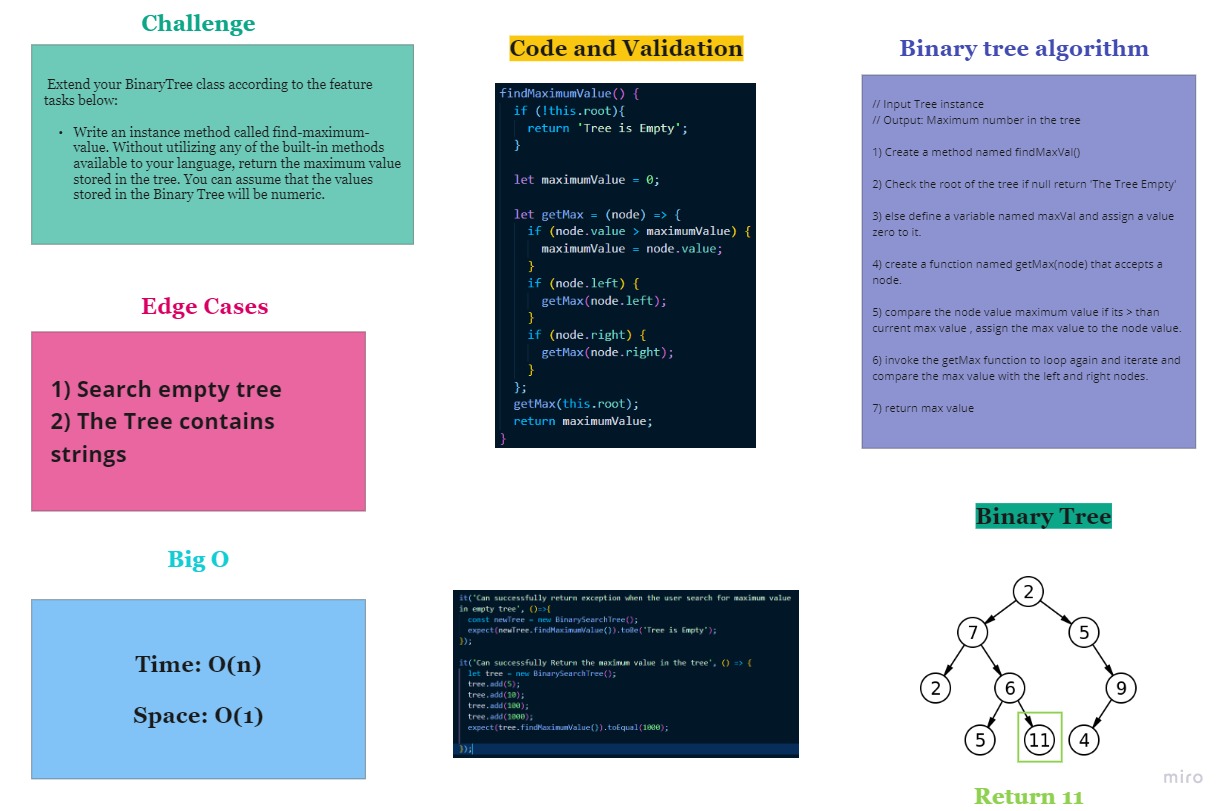 Challenge
Extend your BinaryTree class according to the feature
tasks below:
• Write an instance method called find-maximum-
value. Without utilizing any of the built-in methods
available to your language, return the maximum value
stored in the tree. You can assume that the values
stored in the Binary Tree will be numeric.
Edge Cases
1) Search empty tree
2) The Tree contains
strings
Big O
Time: O(n)
Space: O(1)
Code and Validation
findMaximumValue() {
if (!this.root){
return 'Tree is Empty';
}
let maximumValue = 0;
let getMax = (node) => {
if (node.value > maximumValue) {
maximumValue = node.value;
}
if (node.left) {
getMax(node.left);
}
if (node.right) {
getMax(node.right);
}
};
getMax(this.root);
return maximumValue;
}
it('Can successfully return exception when the user search for maximum value
in empty tree', ()=>{
const newTree = new BinarySearchTree();
expect(newTree.findMaximumValue()).toBe('Tree is Empty');
});
it('Can successfully Return the maximum value in the tree', () => {
let tree = new BinarySearchTree();
tree.add(5);
tree.add(10);
tree.add(100);
tree.add(1000);
expect(tree.findMaximumValue()).toEqual(1000);
});
Binary tree algorithm
// Input Tree instance
// Output: Maximum number in the tree
1) Create a method named findMaxVal()
2) Check the root of the tree if null return 'The Tree Empty'
3) else define a variable named maxVal and assign a value
zero to it.
4) create a function named getMax(node) that accepts a
node.
5) compare the node value maximum value if its > than
current max value , assign the max value to the node value.
6) invoke the getMax function to loop again and iterate and
compare the max value with the left and right nodes.
7) return max value
Binary Tree
2
7 5
2 6 9
5 11 4
Return 11
miro